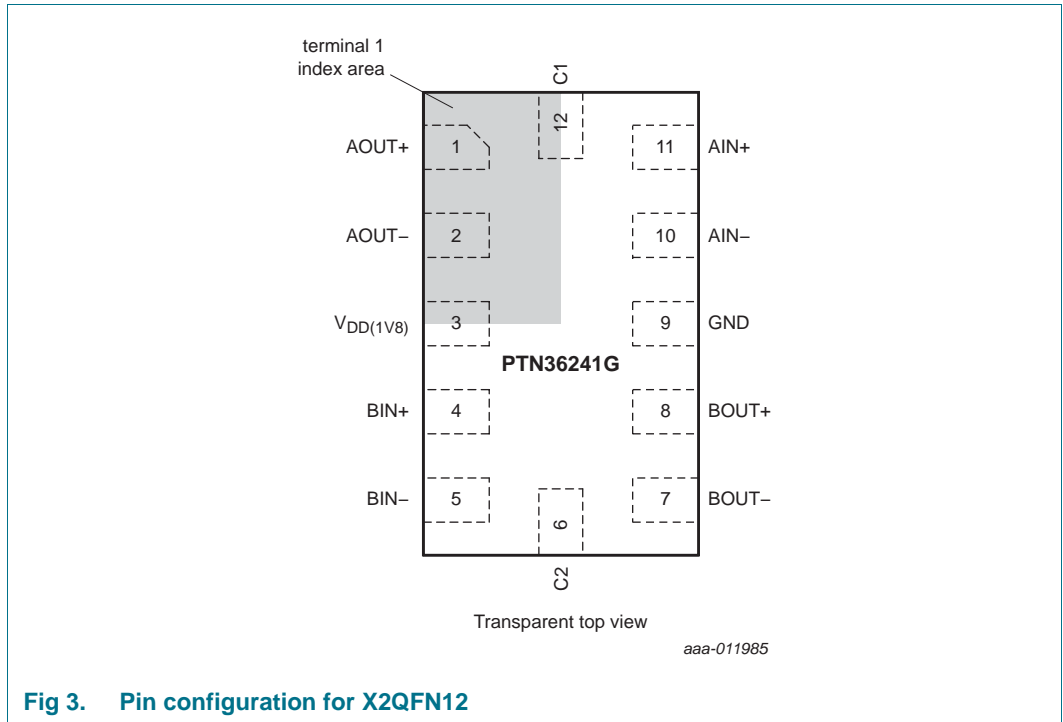 terminal 1
index area
C1
12
AOUT+ 1 11 AIN+
AOUT− 2 10 AIN−
VDD(1V8) 3 9 GND
PTN36241G
BIN+ 4 8 BOUT+
BIN− 5 7 BOUT−
6
C2
Transparent top view
aaa-011985
Fig 3. Pin configuration for X2QFN12